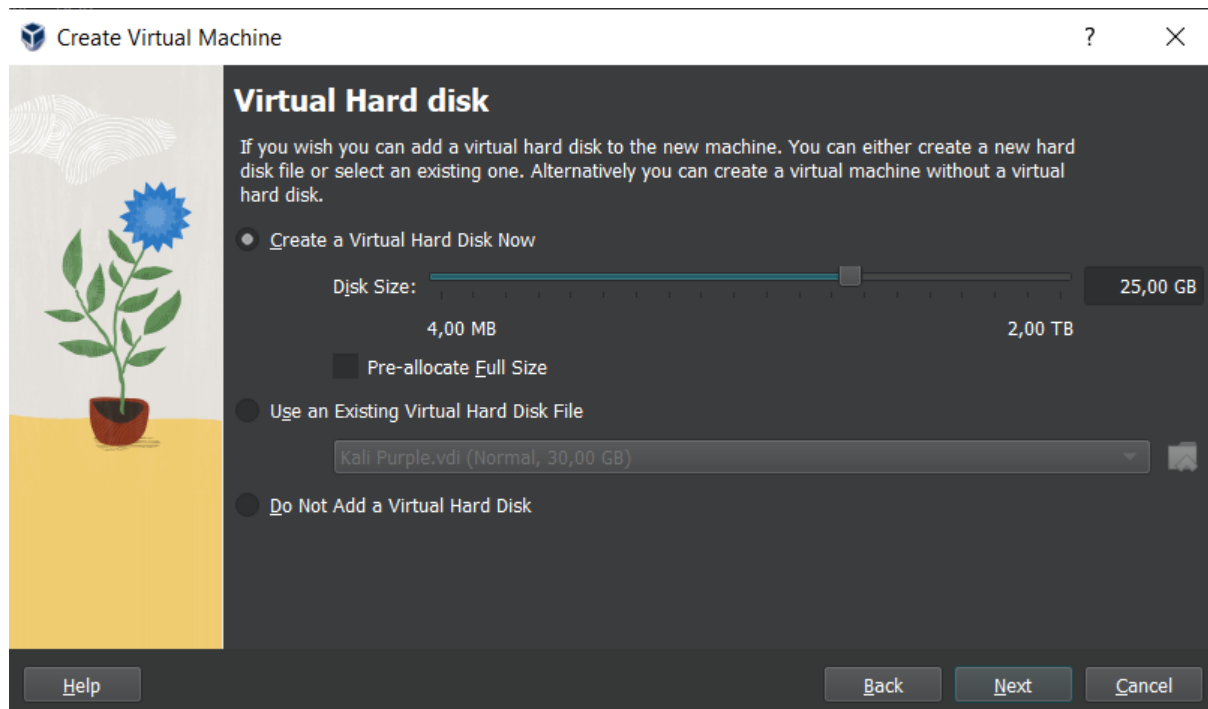 Create Virtual Machine
?
Virtual Hard disk
If you wish you can add a virtual hard disk to the new machine. You can either create a new hard
disk file or select an existing one. Alternatively you can create a virtual machine without a virtual
hard disk.
Create a Virtual Hard Disk Now
Disk Size:
25,00 GB
4,00 MB
2,00 TB
Pre-allocate Full Size
Use an Existing Virtual Hard Disk File
Kali Purple.vdi (Normal, 30,00 GB)
Do Not Add a Virtual Hard Disk
Help
Back
Next
Cancel